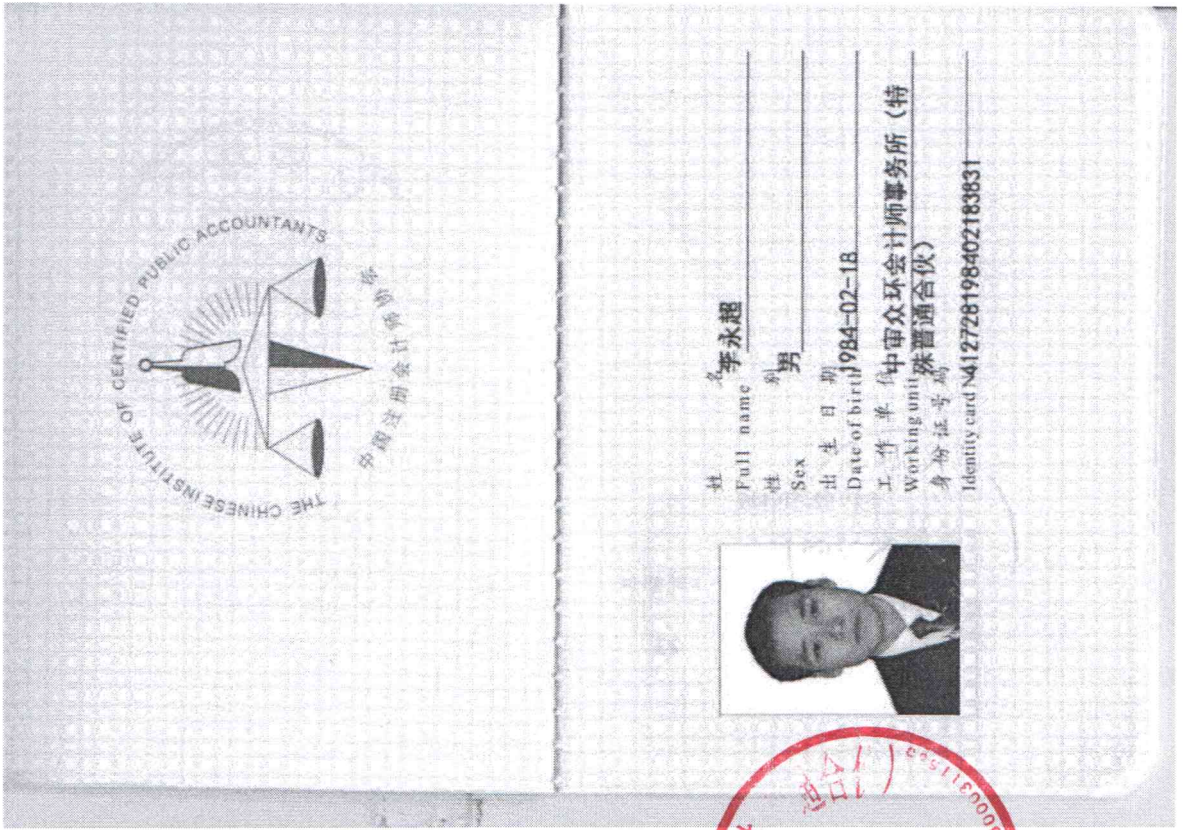 THE CHINESE INSTITUTE OF CERTIFIED PUBLIC ACCOUNTANTS
中国注册会计师协会
姓 名 李永超
Full name
性 别 男
Sex
出生日期 1984-02-18
Date of birth
工作单位 中审众环会计师事务所（特
Working unit 殊普通合伙）
身份证号码
Identity card N 412728198402183831